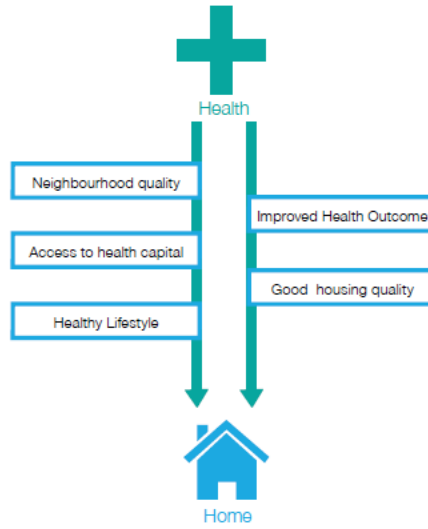 Health
Neighbourhood quality
Improved Health Outcome
Access to health capital
Good housing quality
Healthy Lifestyle
Home